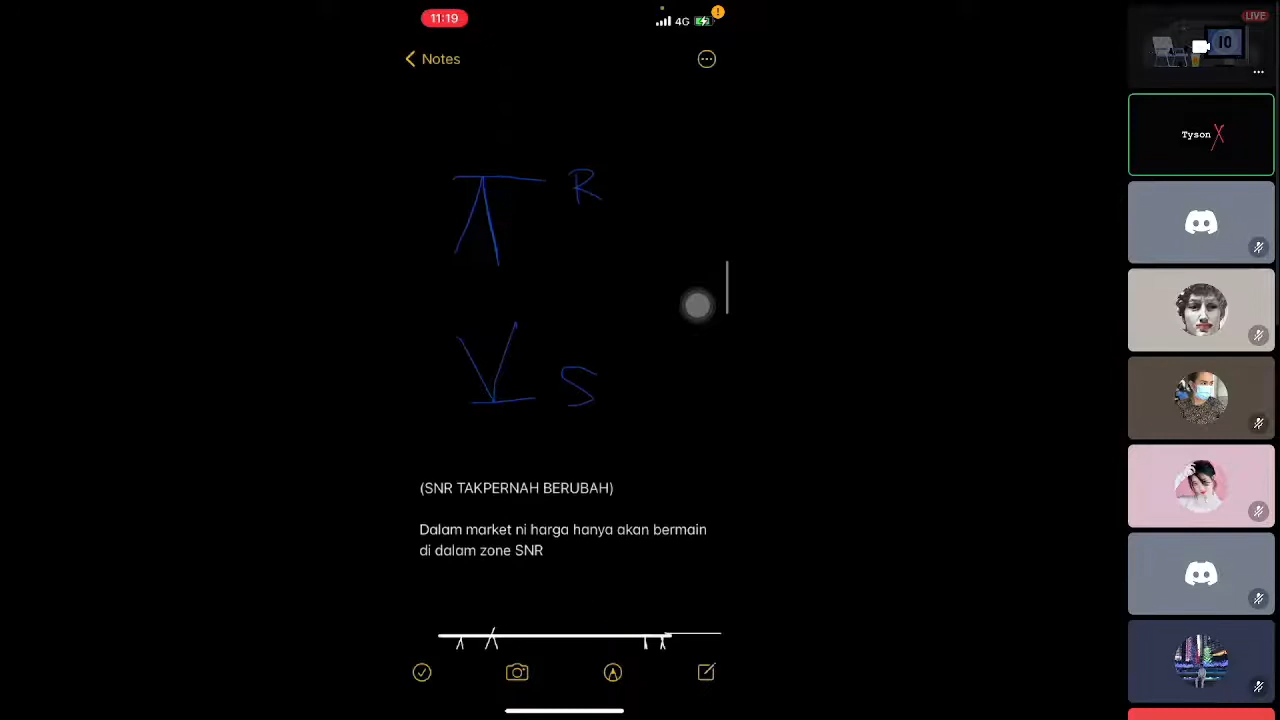 11:19
4G
!
LIVE
10
Notes
Tyson X
R
S
(SNR TAKPERNAH BERUBAH)
Dalam market ni harga hanya akan bermain
di dalam zone SNR